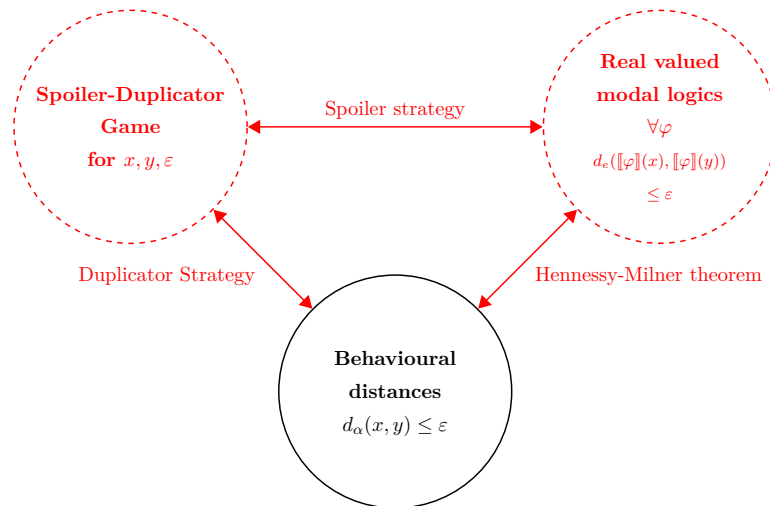 Spoiler-Duplicator
Game
for x, y, ε
Spoiler strategy
Real valued
modal logics
∀φ
d_e(⟦φ⟧(x), ⟦φ⟧(y))
≤ ε
Duplicator Strategy
Hennessy-Milner theorem
Behavioural
distances
d_α(x, y) ≤ ε